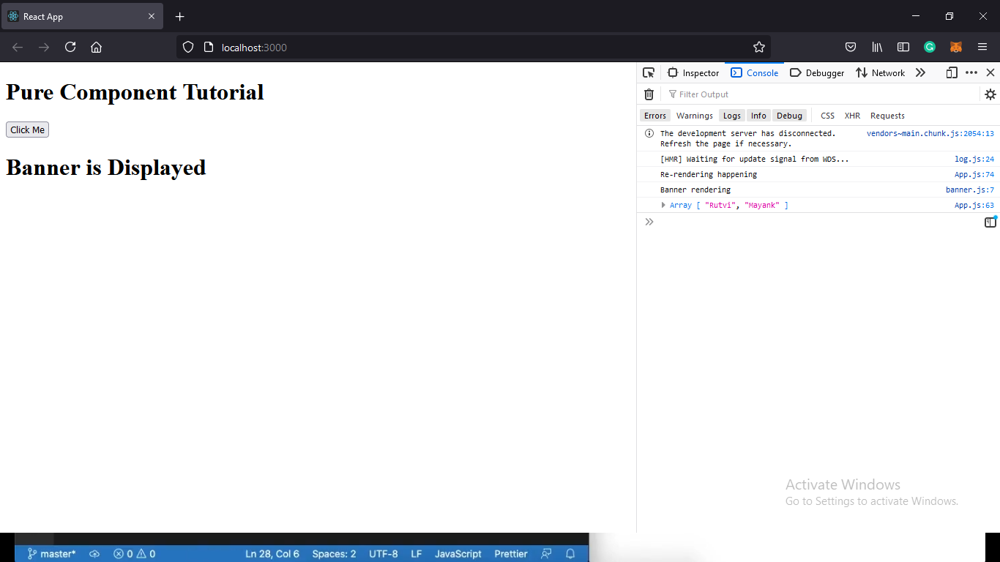 React App
localhost:3000
Pure Component Tutorial
Click Me
Banner is Displayed
Inspector Console Debugger Network
Filter Output
Errors Warnings Logs Info Debug CSS XHR Requests
The development server has disconnected. vendors~main.chunk.js:2054:13
Refresh the page if necessary.
[HMR] Waiting for update signal from WDS... log.js:24
Re-rendering happening App.js:74
Banner rendering banner.js:7
Array [ "Rutvi", "Mayank" ] App.js:63
Activate Windows
Go to Settings to activate Windows.
master* 0 0 Ln 28, Col 6 Spaces: 2 UTF-8 LF JavaScript Prettier